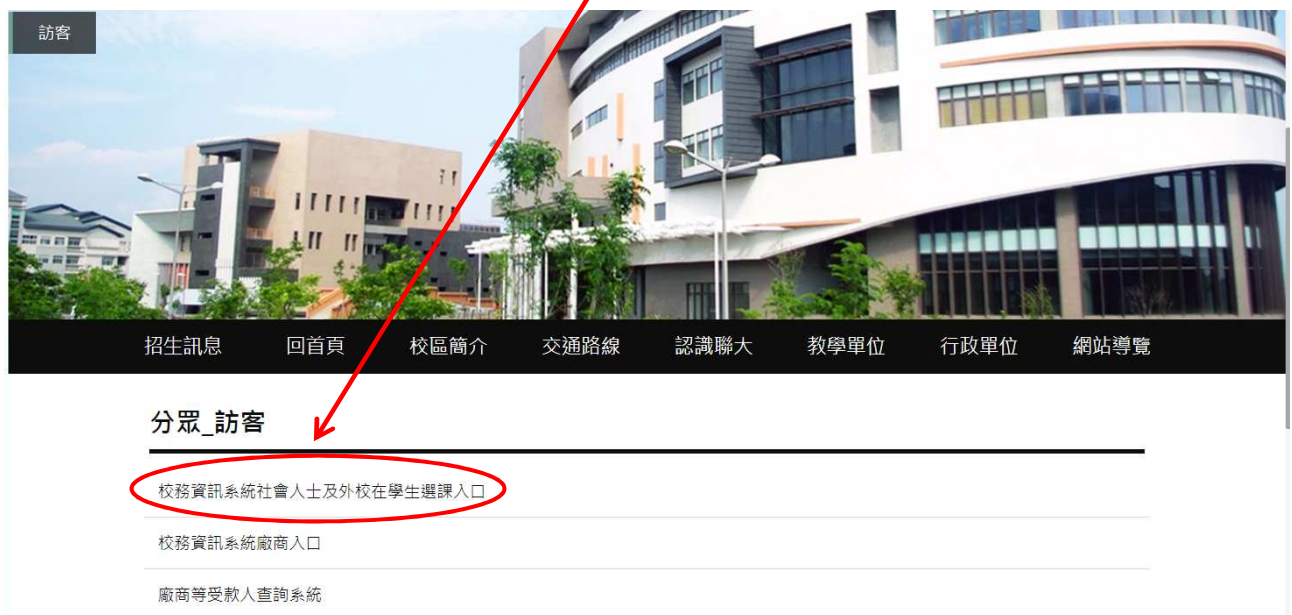 訪客
招生訊息 回首頁 校區簡介 交通路線 認識聯大 教學單位 行政單位 網站導覽
分眾_訪客
校務資訊系統社會人士及外校在學生選課入口
校務資訊系統廠商入口
廠商等受款人查詢系統